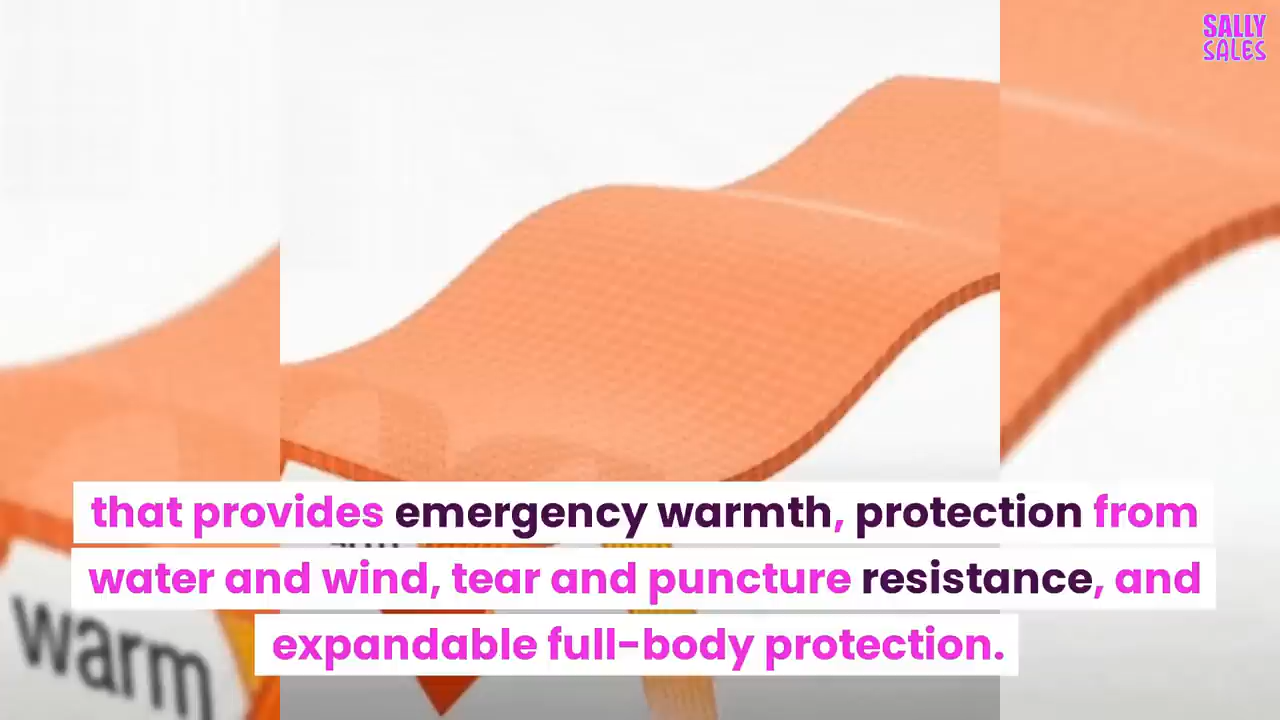 SALLY
SALES
that provides emergency warmth, protection from
water and wind, tear and puncture resistance, and
expandable full-body protection.
warm